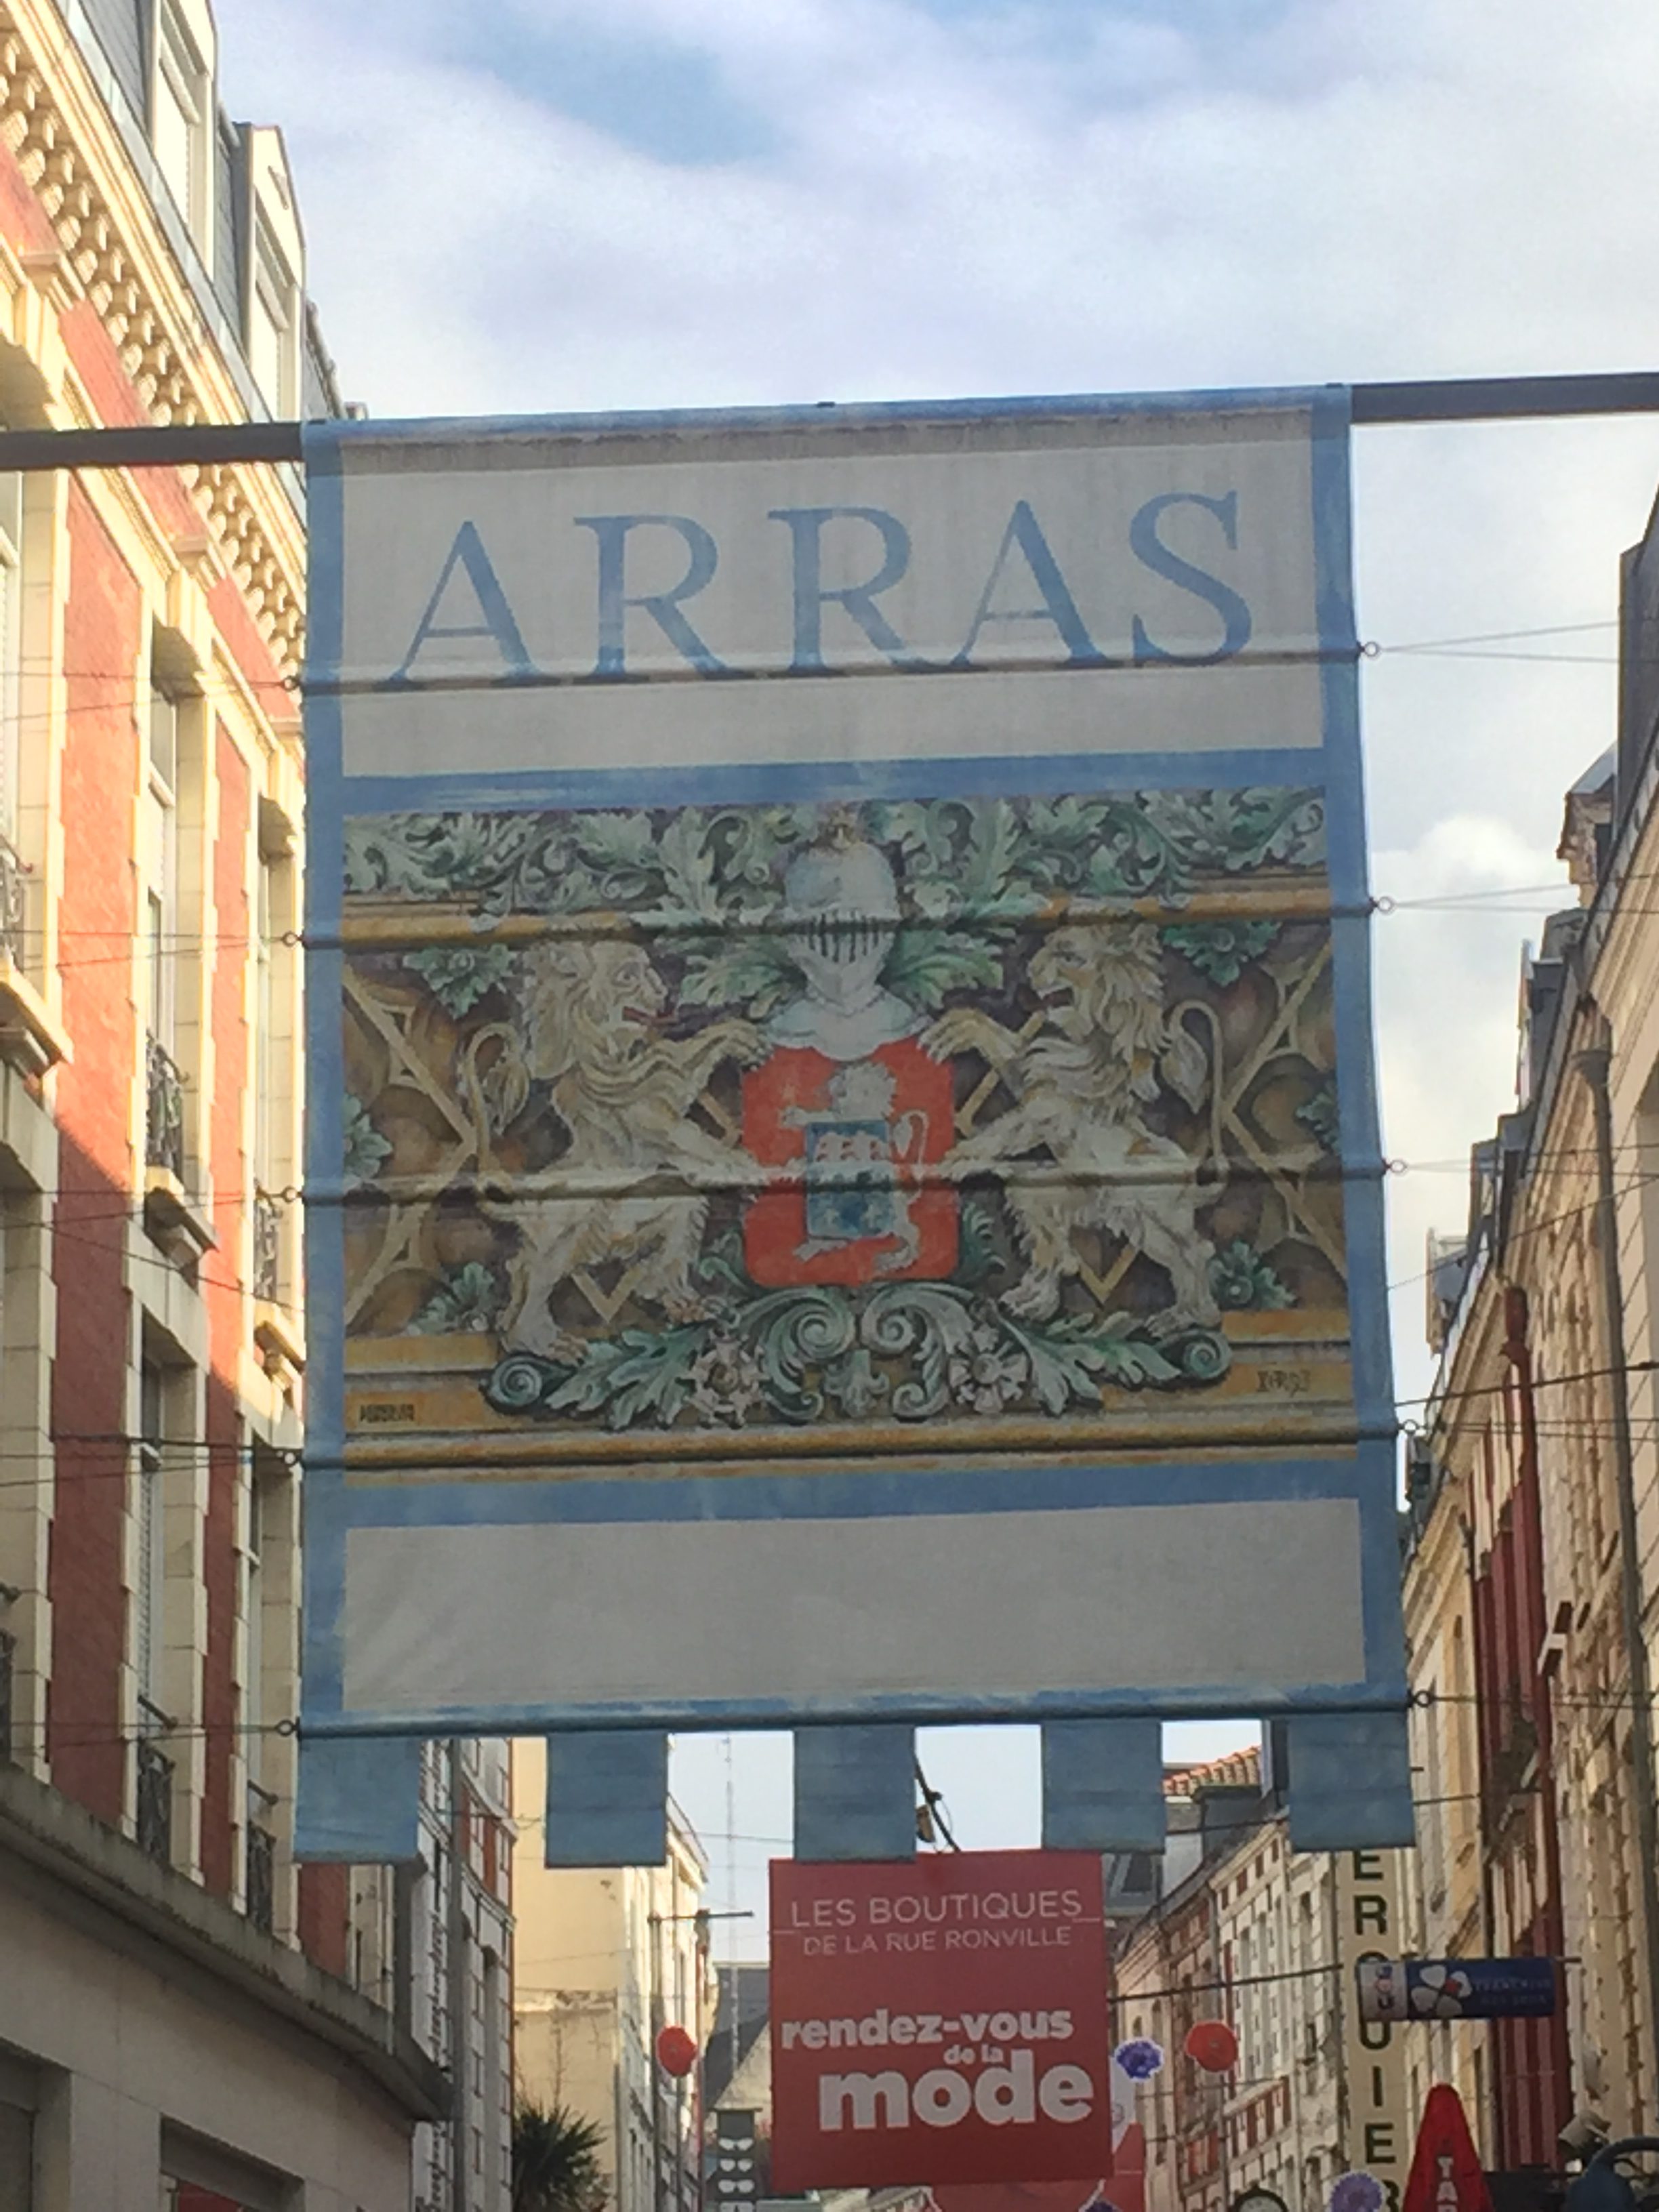 ARRAS
LES BOUTIQUES
DE LA RUE RONVILLE
rendez-vous
de la
mode